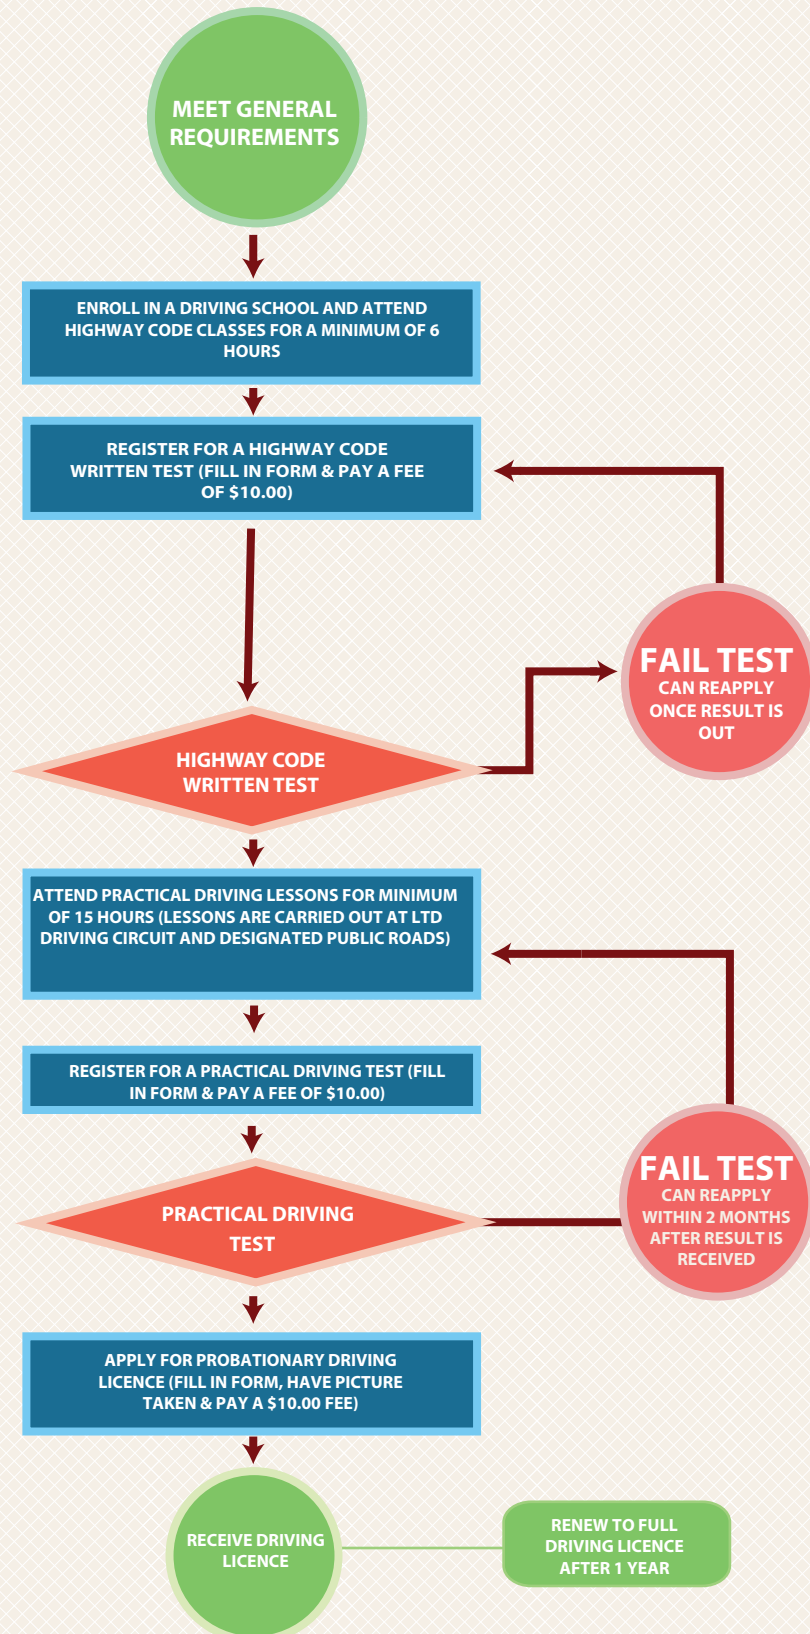 MEET GENERAL
REQUIREMENTS
ENROLL IN A DRIVING SCHOOL AND ATTEND
HIGHWAY CODE CLASSES FOR A MINIMUM OF 6
HOURS
REGISTER FOR A HIGHWAY CODE
WRITTEN TEST (FILL IN FORM & PAY A FEE
OF $10.00)
FAIL TEST
CAN REAPPLY
ONCE RESULT IS
OUT
HIGHWAY CODE
WRITTEN TEST
ATTEND PRACTICAL DRIVING LESSONS FOR MINIMUM
OF 15 HOURS (LESSONS ARE CARRIED OUT AT LTD
DRIVING CIRCUIT AND DESIGNATED PUBLIC ROADS)
REGISTER FOR A PRACTICAL DRIVING TEST (FILL
IN FORM & PAY A FEE OF $10.00)
FAIL TEST
CAN REAPPLY
WITHIN 2 MONTHS
AFTER RESULT IS
RECEIVED
PRACTICAL DRIVING
TEST
APPLY FOR PROBATIONARY DRIVING
LICENCE (FILL IN FORM, HAVE PICTURE
TAKEN & PAY A $10.00 FEE)
RECEIVE DRIVING
LICENCE
RENEW TO FULL
DRIVING LICENCE
AFTER 1 YEAR